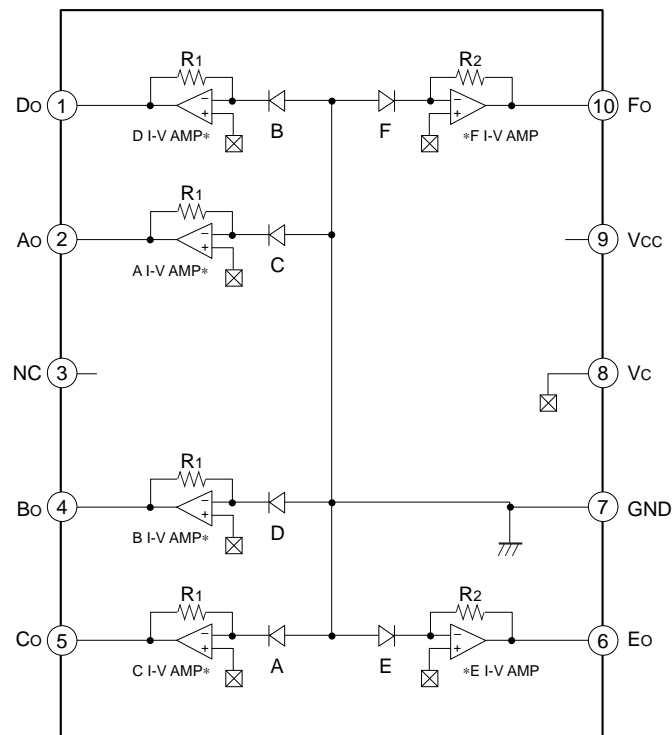 R1
R2
DO 1
− +
B
F
− +
10 FO
D I-V AMP*
*F I-V AMP
R1
AO 2
− +
C
9 VCC
A I-V AMP*
NC 3
8 VC
R1
BO 4
− +
D
7 GND
B I-V AMP*
R1
R2
CO 5
− +
A
E
− +
6 EO
C I-V AMP*
*E I-V AMP